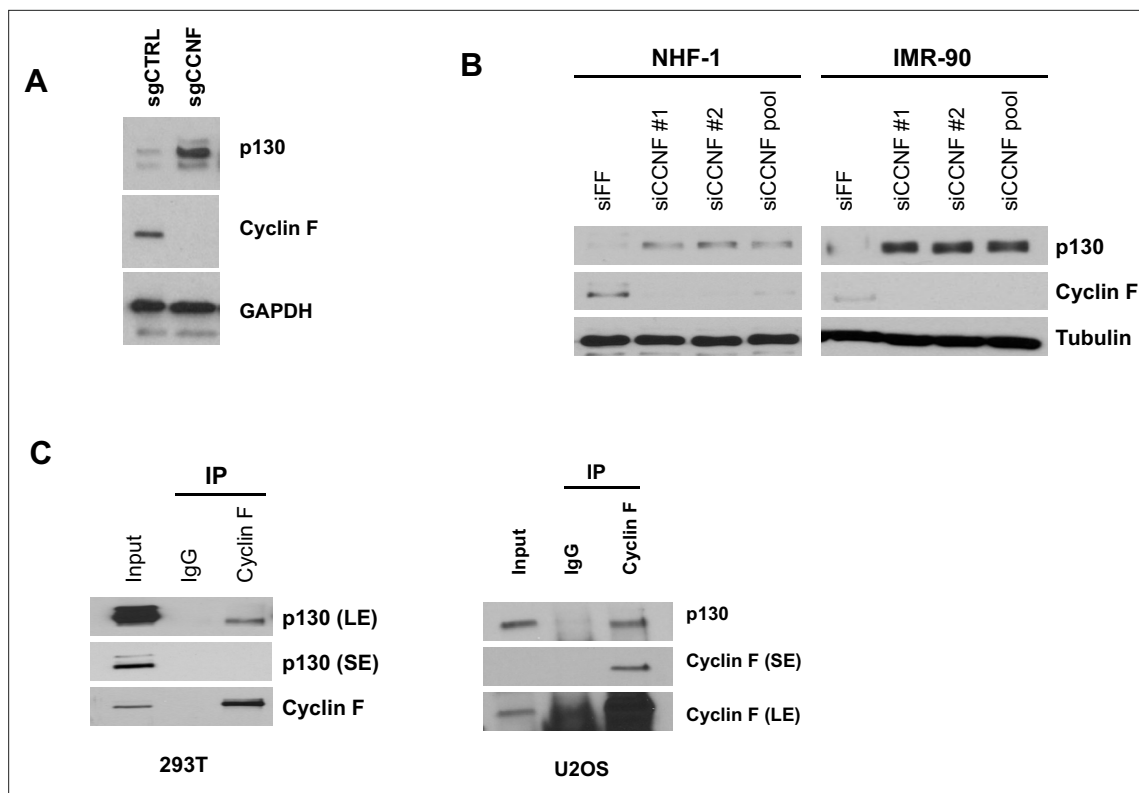 A
sgCTRL
sgCCNF
p130
Cyclin F
GAPDH
B
NHF-1
IMR-90
siFF
siCCNF #1
siCCNF #2
siCCNF pool
siFF
siCCNF #1
siCCNF #2
siCCNF pool
p130
Cyclin F
Tubulin
C
IP
Input
IgG
Cyclin F
p130 (LE)
p130 (SE)
Cyclin F
293T
IP
Input
IgG
Cyclin F
p130
Cyclin F (SE)
Cyclin F (LE)
U2OS